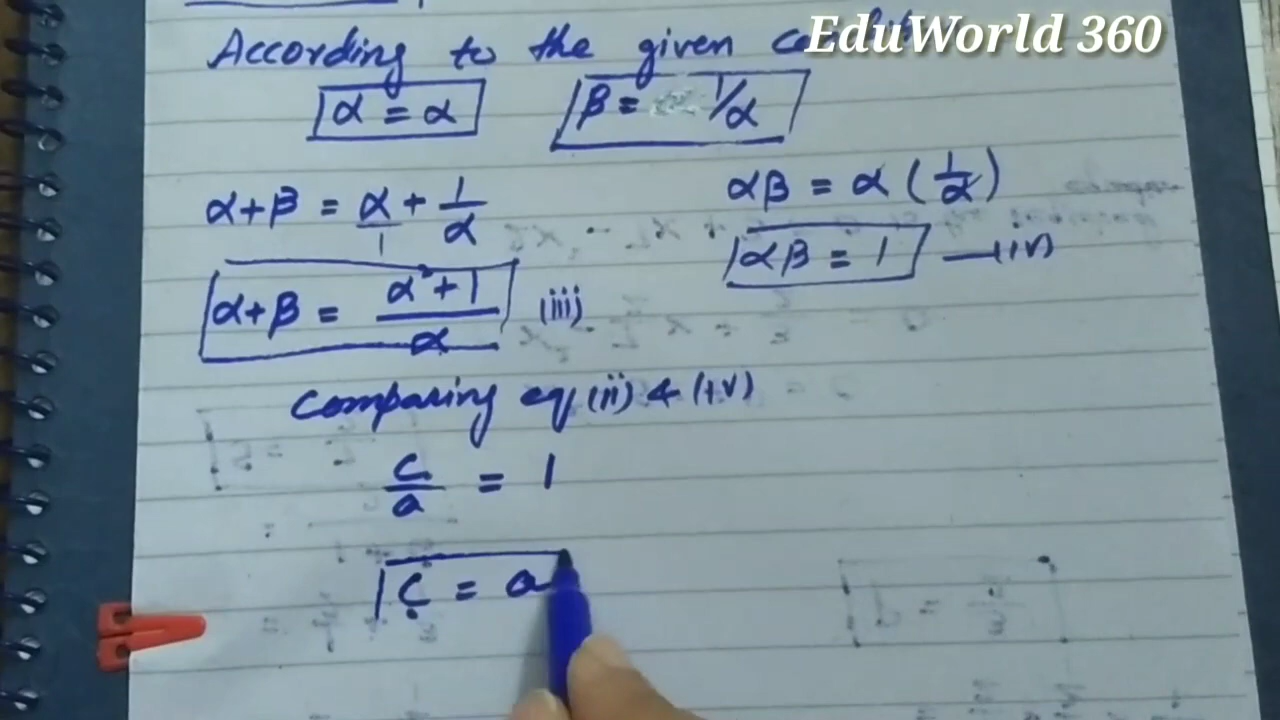 EduWorld 360
According to the given
α = α β = 1/α
α+β = α/1 + 1/α αβ = α (1/α)
α+β = α²+1/α (iii) αβ = 1 —(iv)
Comparing eq (ii) & (iv)
c/a = 1
c = a